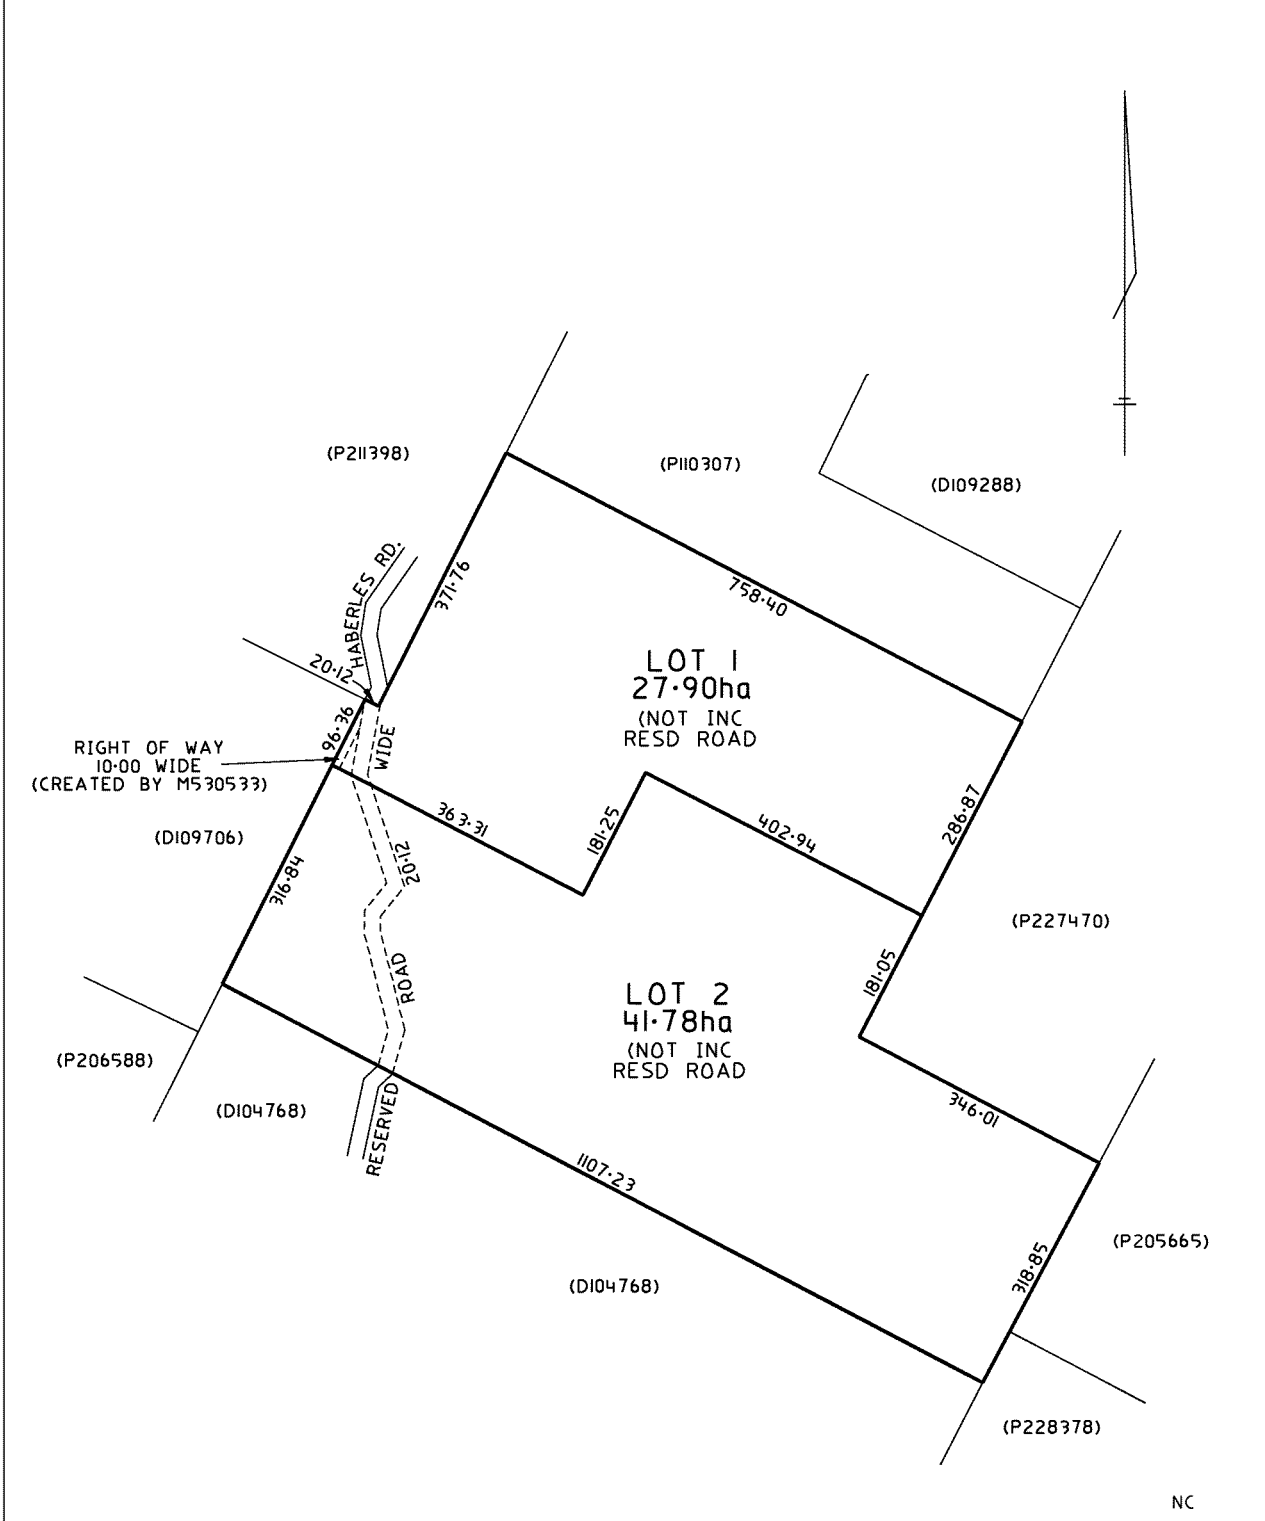 (P211398)
(P110307)
(D109288)
HABERLES RD.
371·76
758·40
20·12
LOT 1
27·90ha
(NOT INC
RESD ROAD
96·36
WIDE
RIGHT OF WAY
10·00 WIDE
(CREATED BY M530533)
363·31
181·25
402·94
286·87
(D109706)
316·84
20·12
(P227470)
181·05
ROAD
LOT 2
41·78ha
(NOT INC
RESD ROAD
(P206588)
(D104768)
RESERVED
346·01
1107·23
(P205665)
318·85
(D104768)
(P228378)
NC